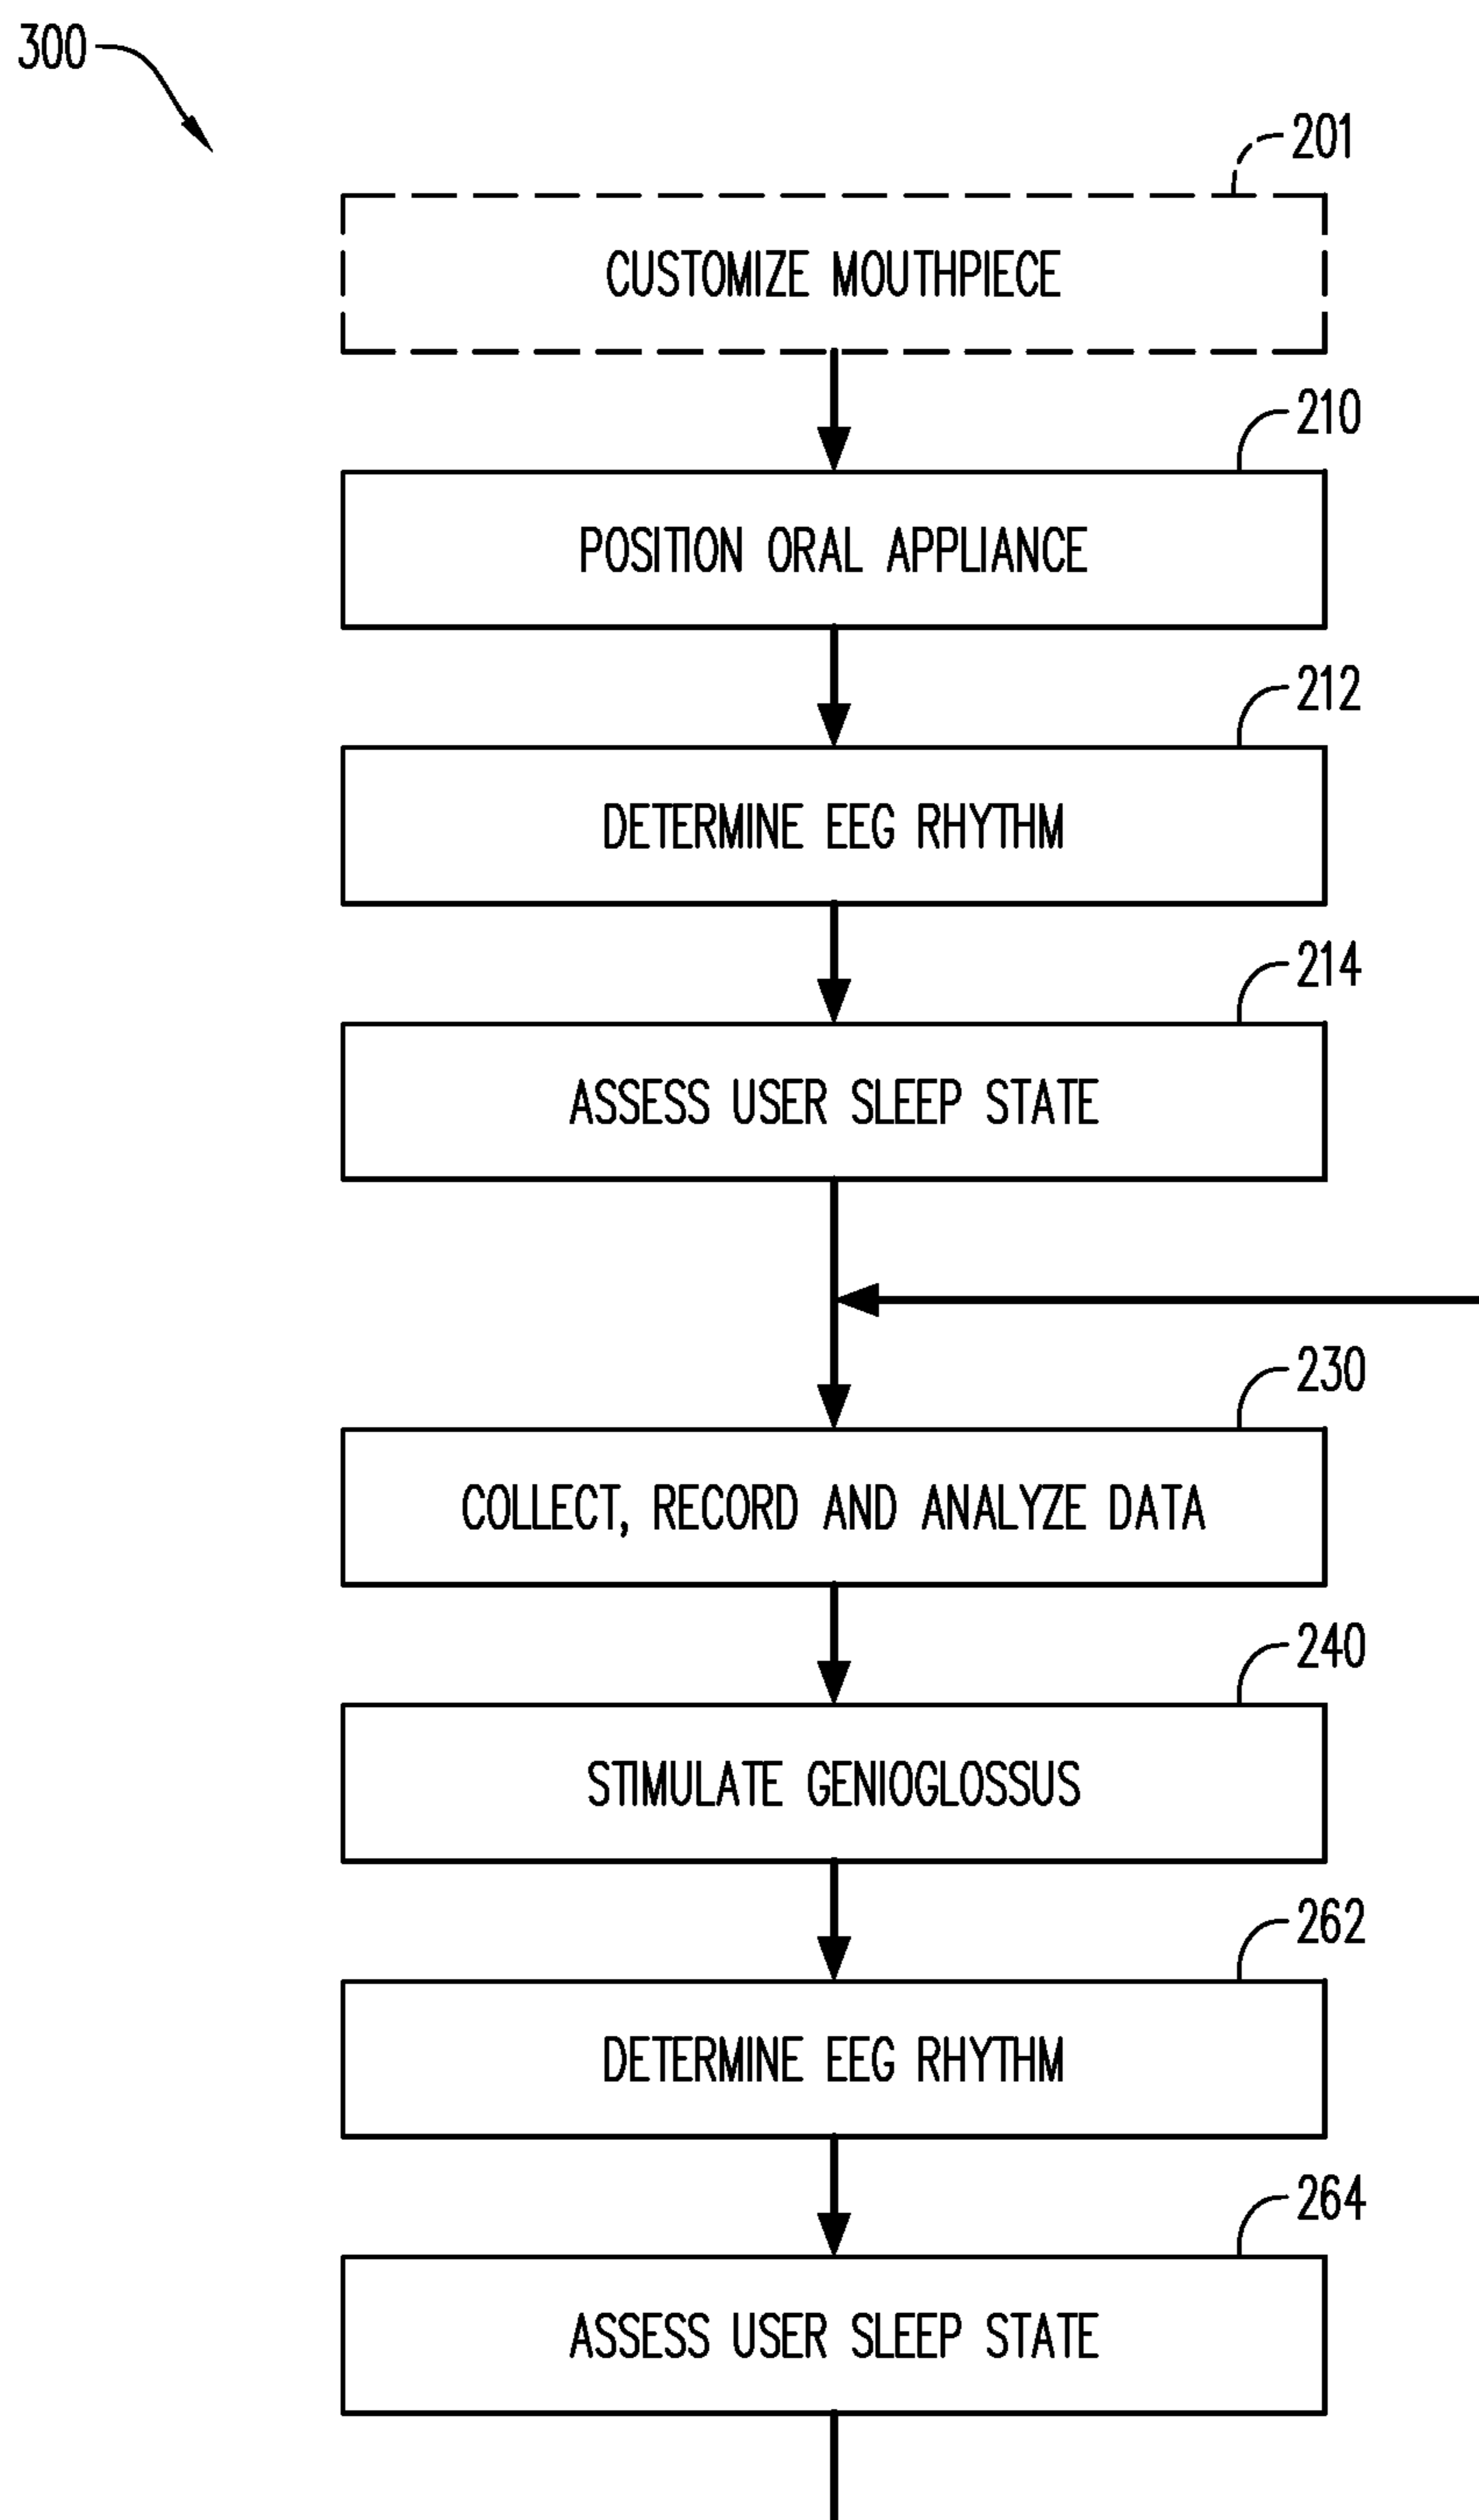 300
201
CUSTOMIZE MOUTHPIECE
210
POSITION ORAL APPLIANCE
212
DETERMINE EEG RHYTHM
214
ASSESS USER SLEEP STATE
230
COLLECT, RECORD AND ANALYZE DATA
240
STIMULATE GENIOGLOSSUS
262
DETERMINE EEG RHYTHM
264
ASSESS USER SLEEP STATE